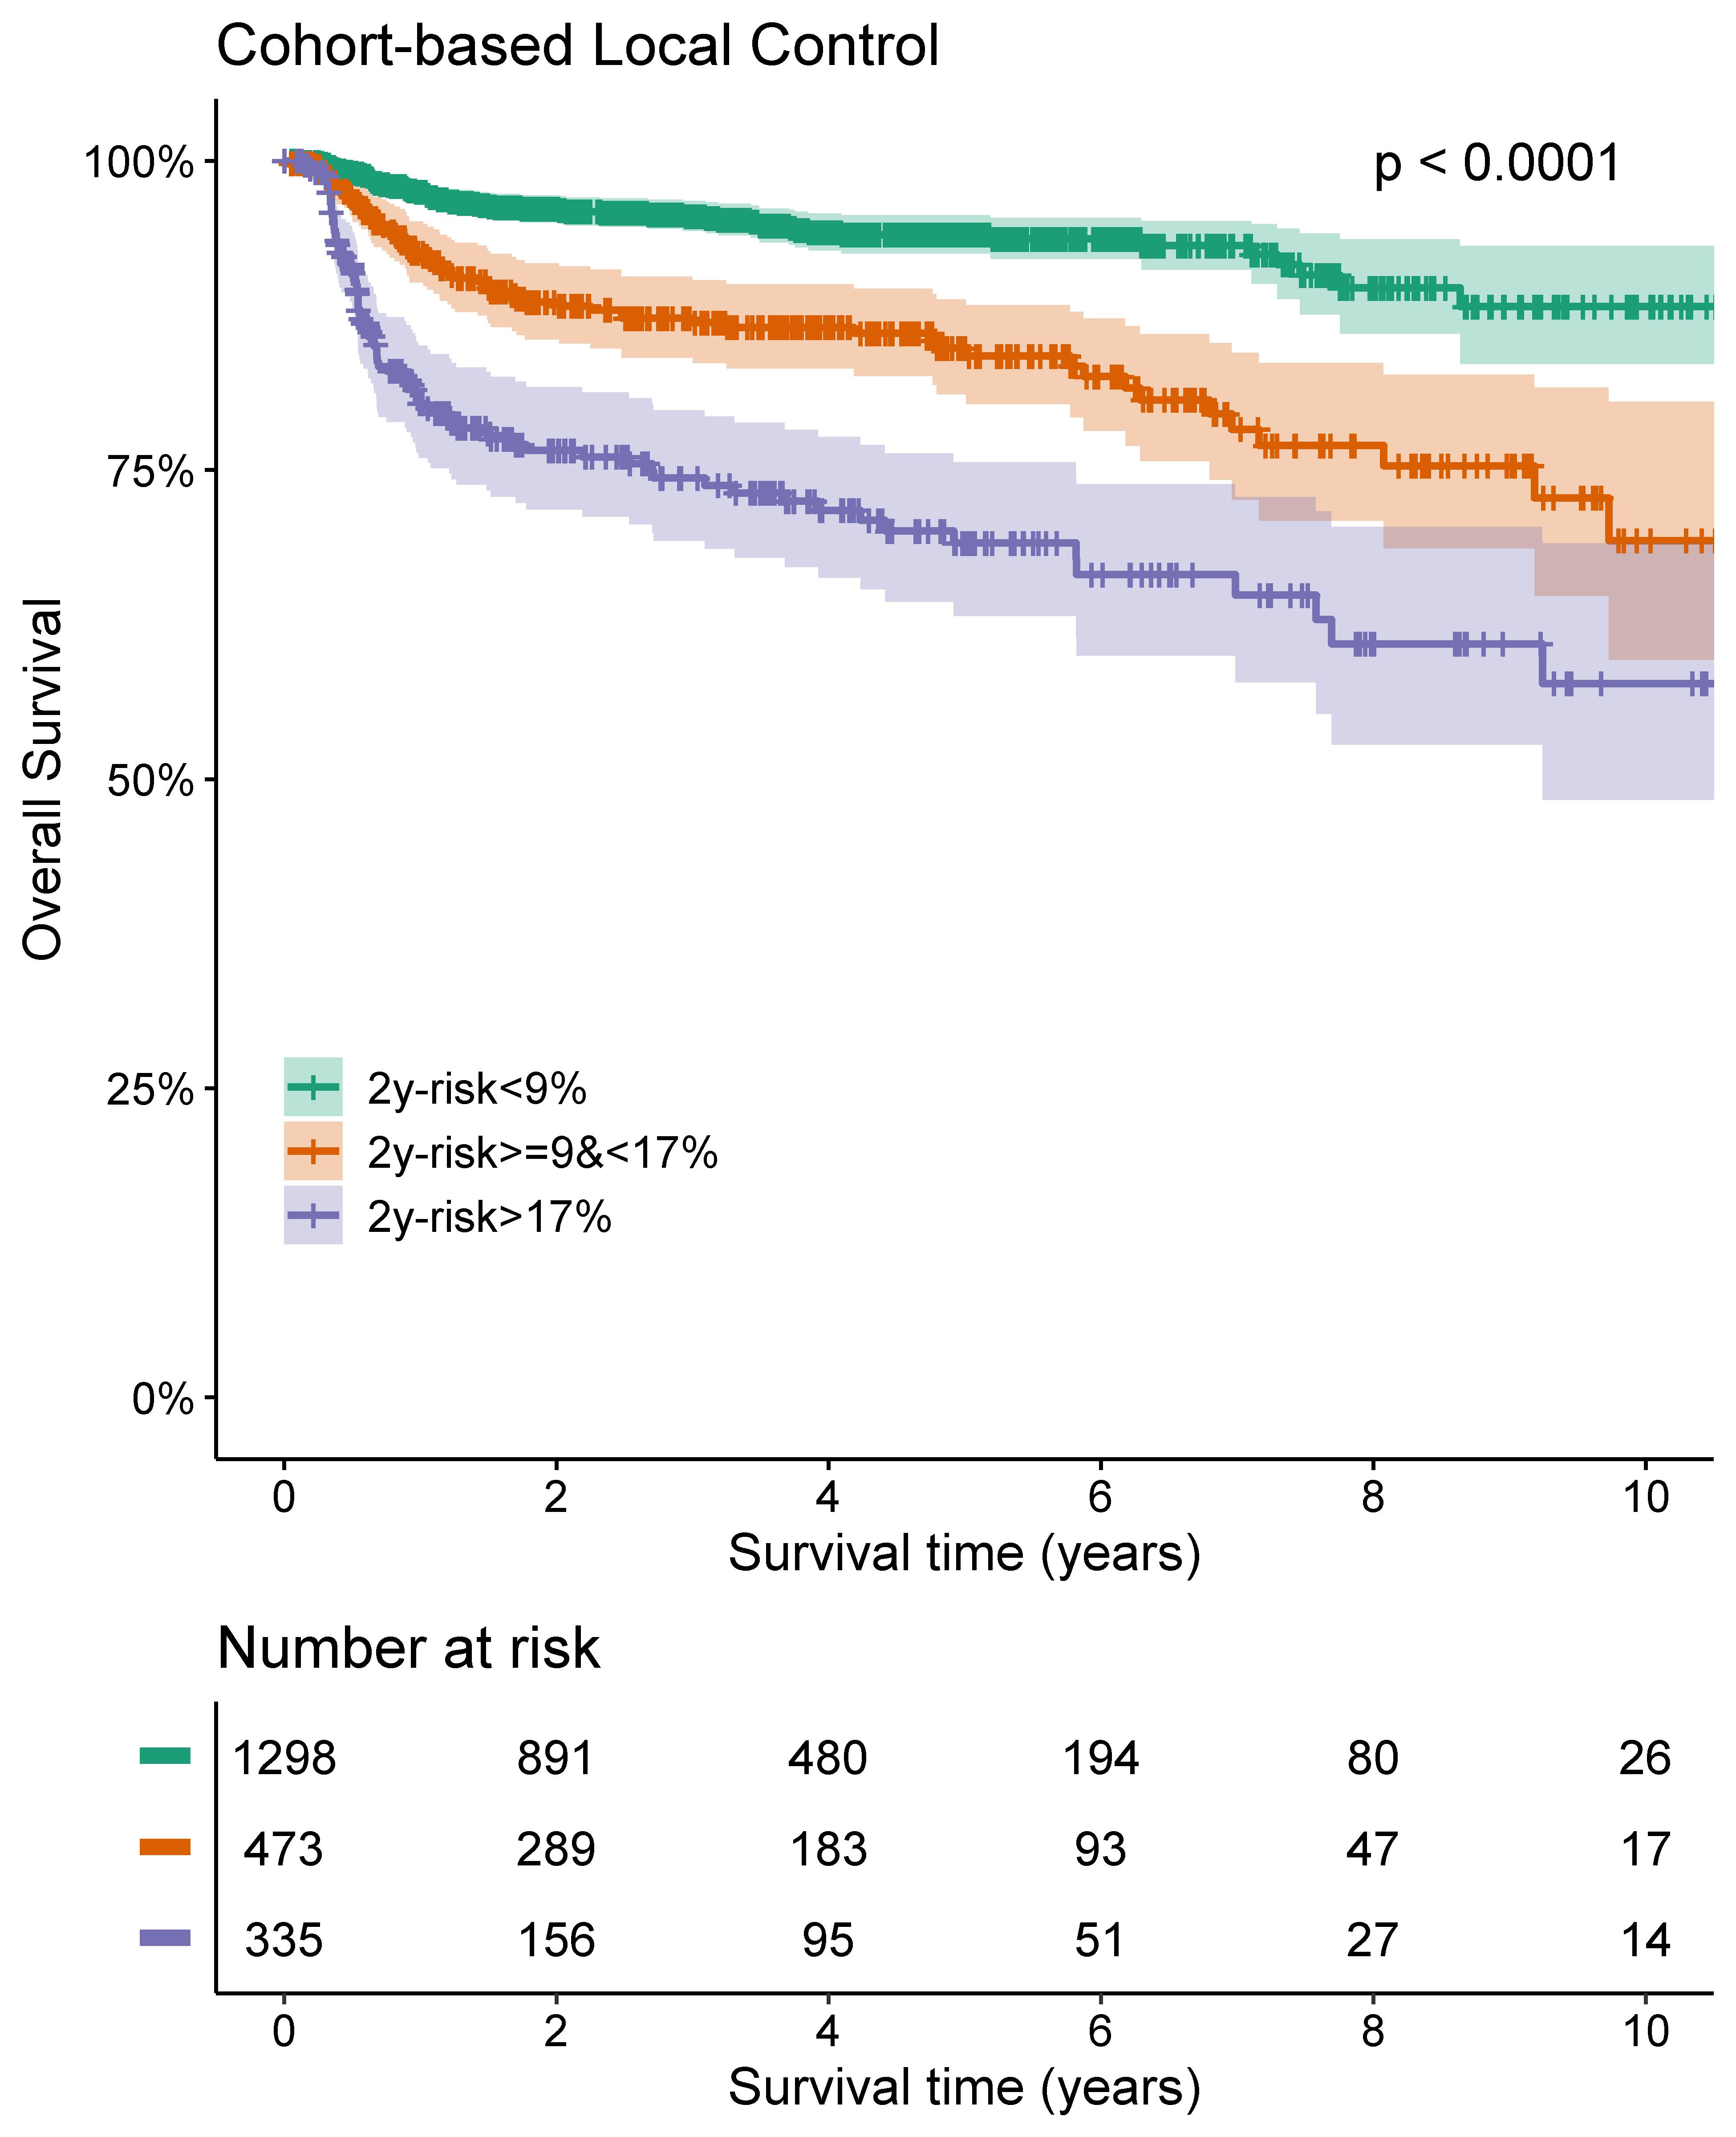 Cohort-based Local Control
p < 0.0001
100%
75%
50%
25%
0%
Overall Survival
2y-risk<9%
2y-risk>=9&<17%
2y-risk>17%
0 2 4 6 8 10
Survival time (years)
Number at risk
1298 891 480 194 80 26
473 289 183 93 47 17
335 156 95 51 27 14
0 2 4 6 8 10
Survival time (years)